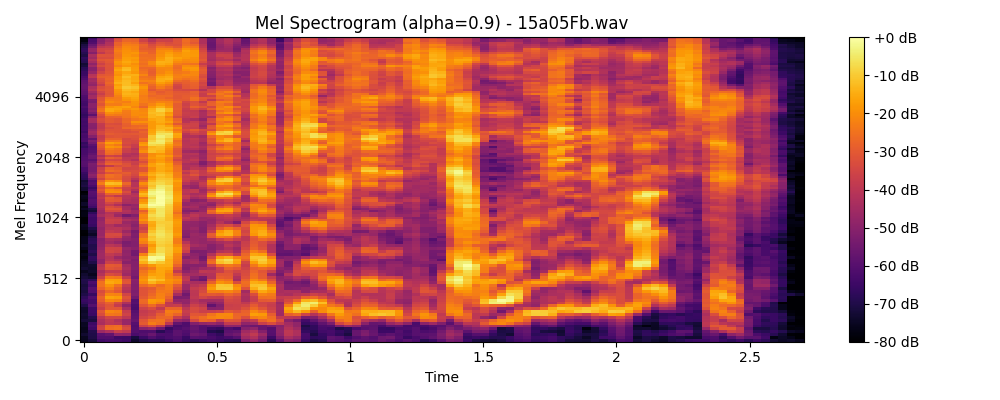 Mel Spectrogram (alpha=0.9) - 15a05Fb.wav
Mel Frequency
4096
2048
1024
512
0
0
0.5
1
1.5
2
2.5
Time
+0 dB
-10 dB
-20 dB
-30 dB
-40 dB
-50 dB
-60 dB
-70 dB
-80 dB